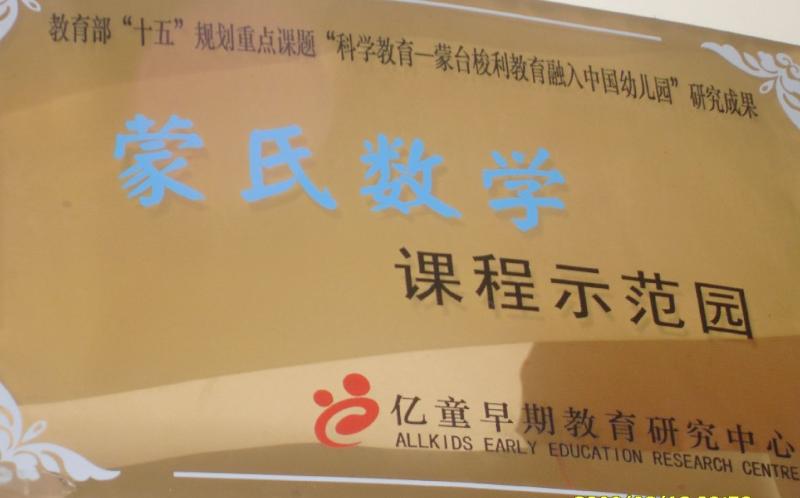 教育部“十五”规划重点课题“科学教育—蒙台梭利教育融入中国幼儿园”研究成果
蒙氏数学
课程示范园
亿童早期教育研究中心
ALLKIDS EARLY EDUCATION RESEARCH CENTRE